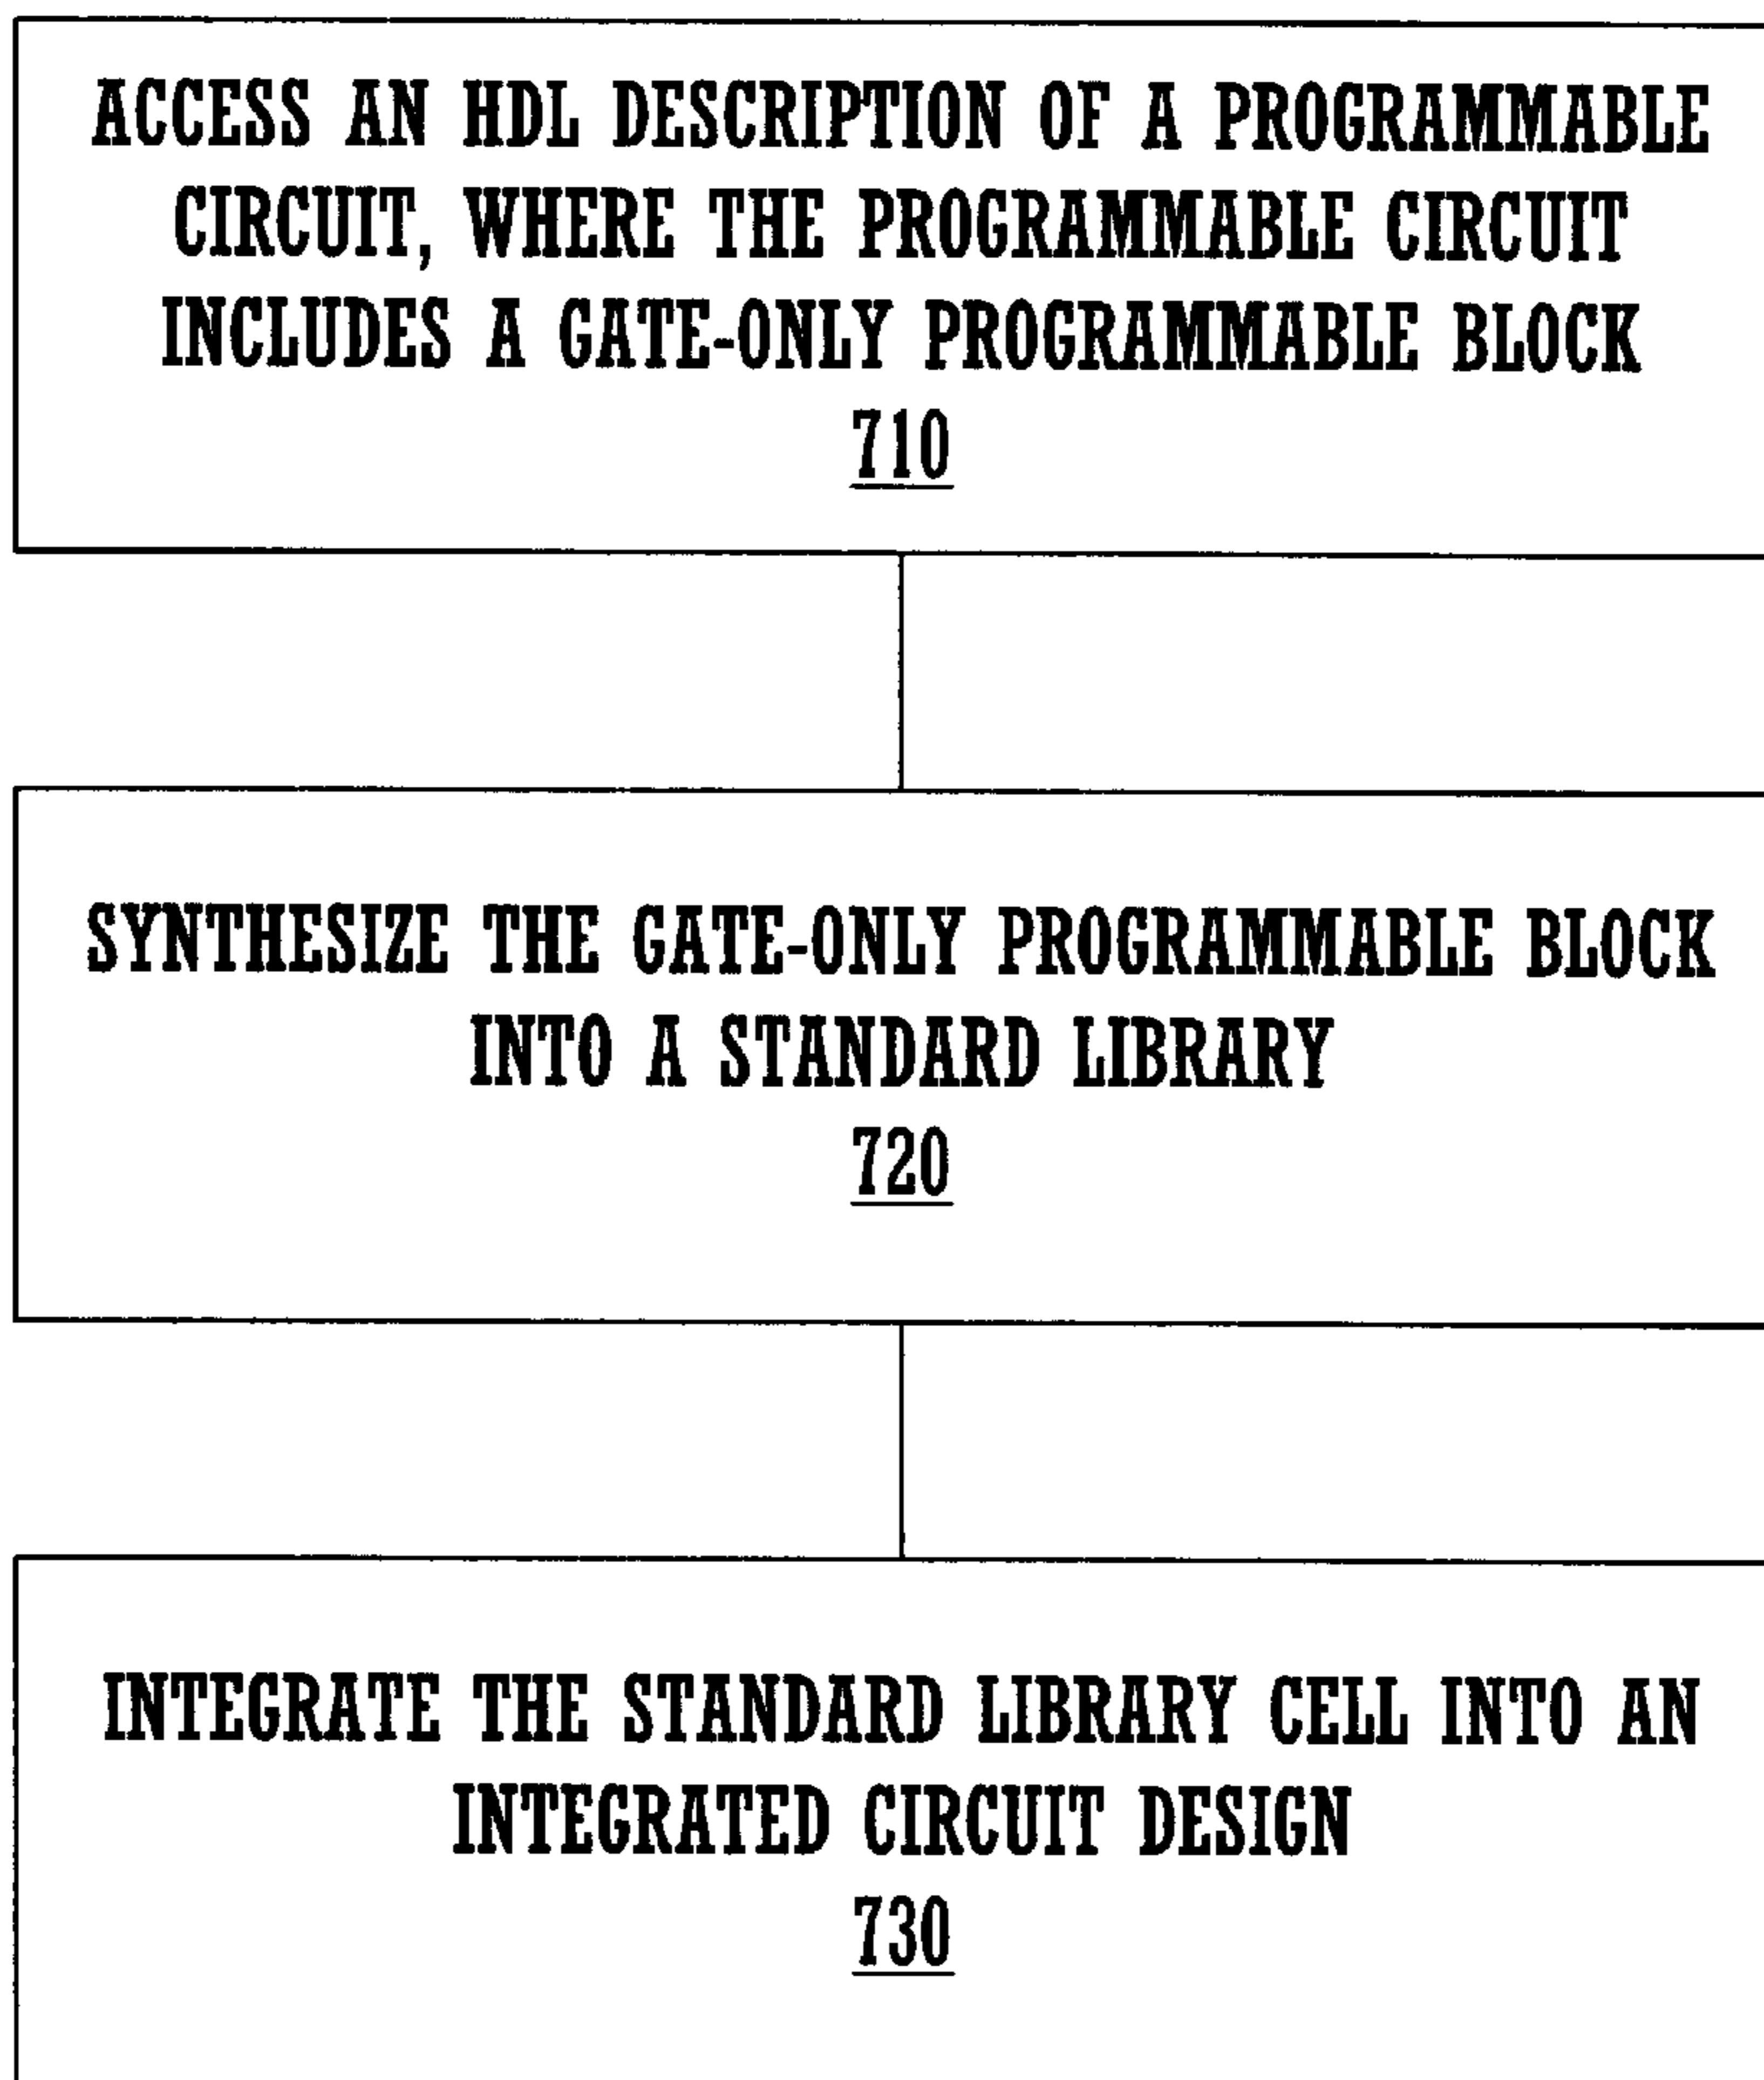 ACCESS AN HDL DESCRIPTION OF A PROGRAMMABLE
CIRCUIT, WHERE THE PROGRAMMABLE CIRCUIT
INCLUDES A GATE-ONLY PROGRAMMABLE BLOCK
710
SYNTHESIZE THE GATE-ONLY PROGRAMMABLE BLOCK
INTO A STANDARD LIBRARY
720
INTEGRATE THE STANDARD LIBRARY CELL INTO AN
INTEGRATED CIRCUIT DESIGN
730